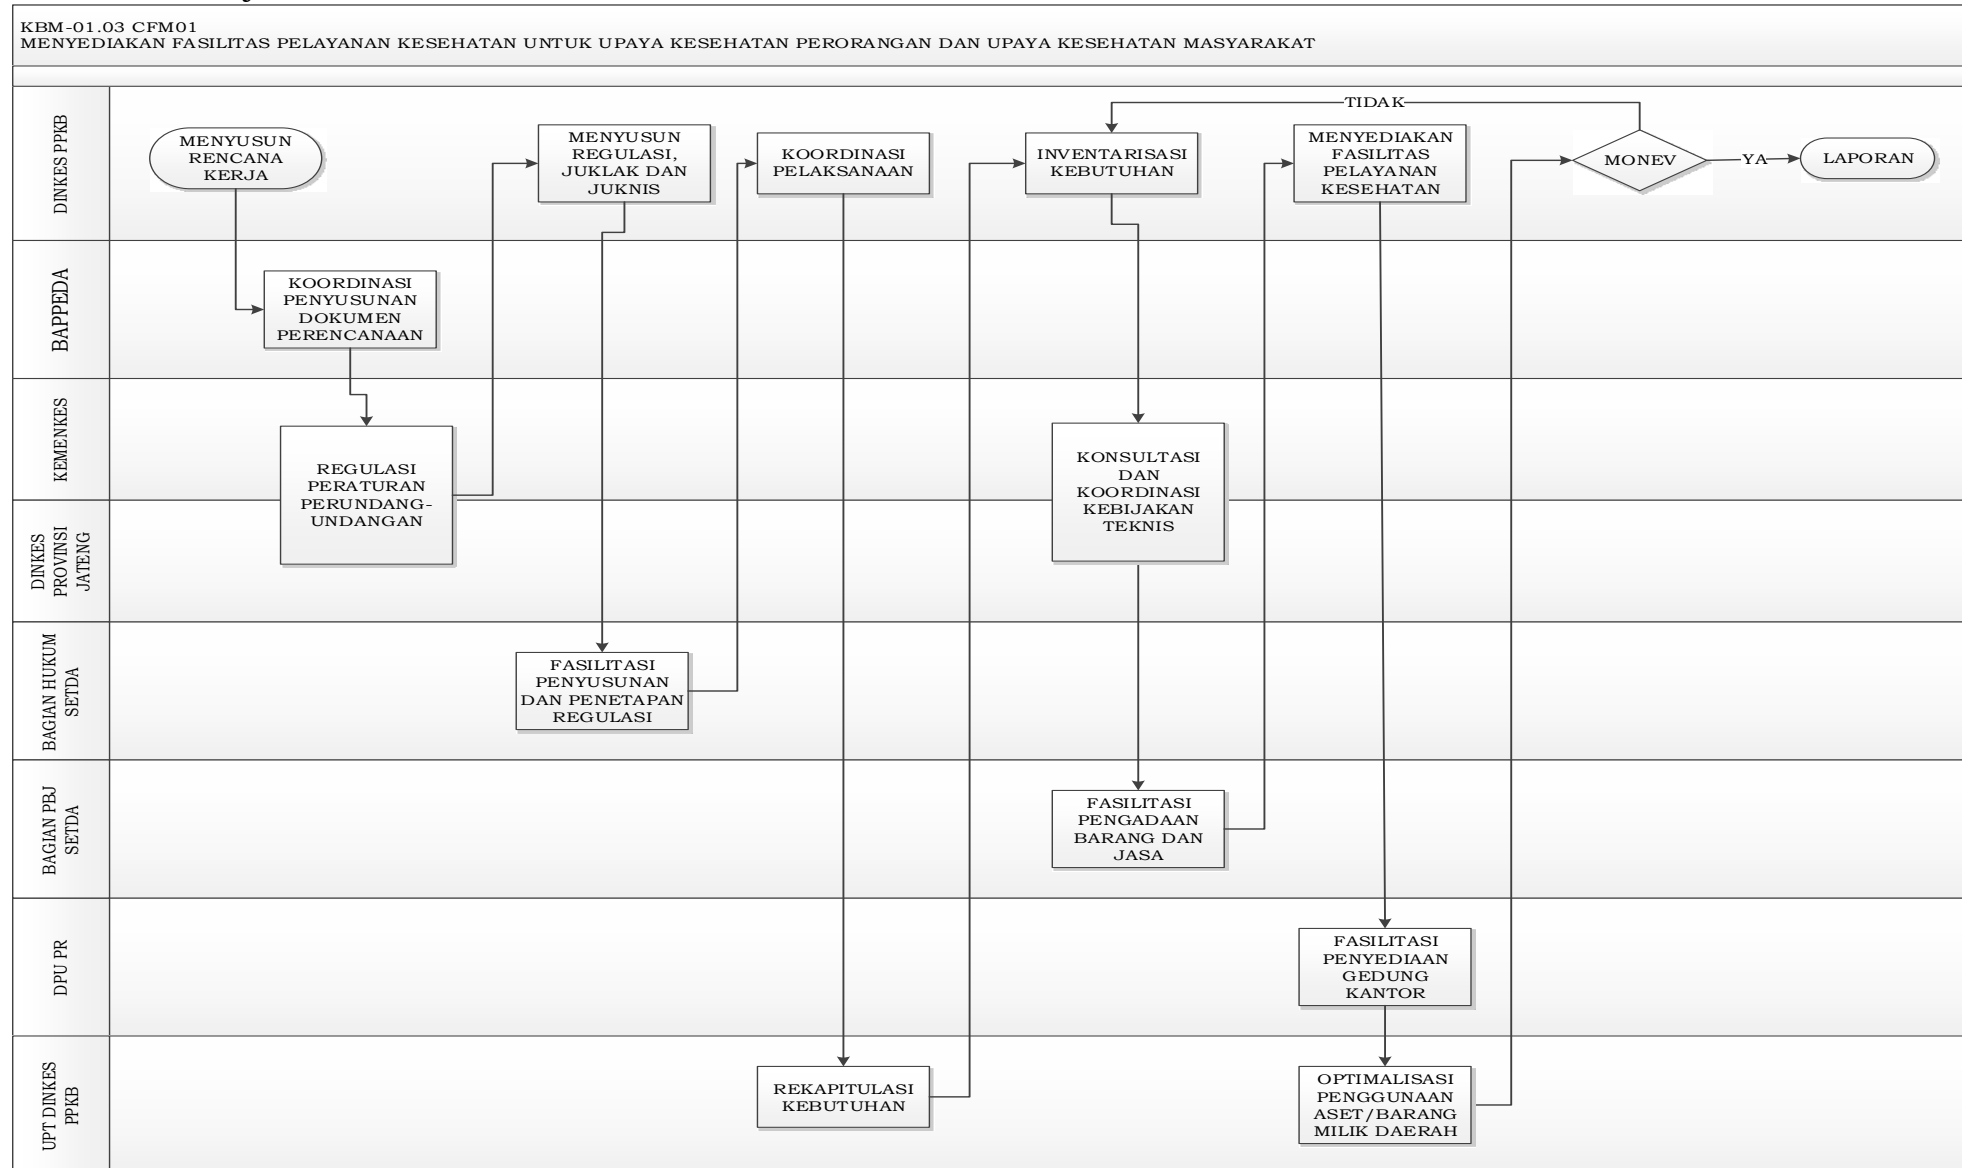 KBM-01.03 CFM01
MENYEDIAKAN FASILITAS PELAYANAN KESEHATAN UNTUK UPAYA KESEHATAN PERORANGAN DAN UPAYA KESEHATAN MASYARAKAT
DINKES PPKB
MENYUSUN
RENCANA
KERJA
MENYUSUN
REGULASI,
JUKLAK DAN
JUKNIS
KOORDINASI
PELAKSANAAN
INVENTARISASI
KEBUTUHAN
MENYEDIAKAN
FASILITAS
PELAYANAN
KESEHATAN
TIDAK
MONEV
YA
LAPORAN
BAPPEDA
KOORDINASI
PENYUSUNAN
DOKUMEN
PERENCANAAN
KEMENKES
REGULASI
PERATURAN
PERUNDANG-
UNDANGAN
KONSULTASI
DAN
KOORDINASI
KEBIJAKAN
TEKNIS
DINKES
PROVINSI
JATENG
BAGIAN HUKUM
SETDA
FASILITASI
PENYUSUNAN
DAN PENETAPAN
REGULASI
BAGIAN PBJ
SETDA
FASILITASI
PENGADAAN
BARANG DAN
JASA
DPU PR
FASILITASI
PENYEDIAAN
GEDUNG
KANTOR
UPT DINKES
PPKB
REKAPITULASI
KEBUTUHAN
OPTIMALISASI
PENGGUNAAN
ASET/BARANG
MILIK DAERAH